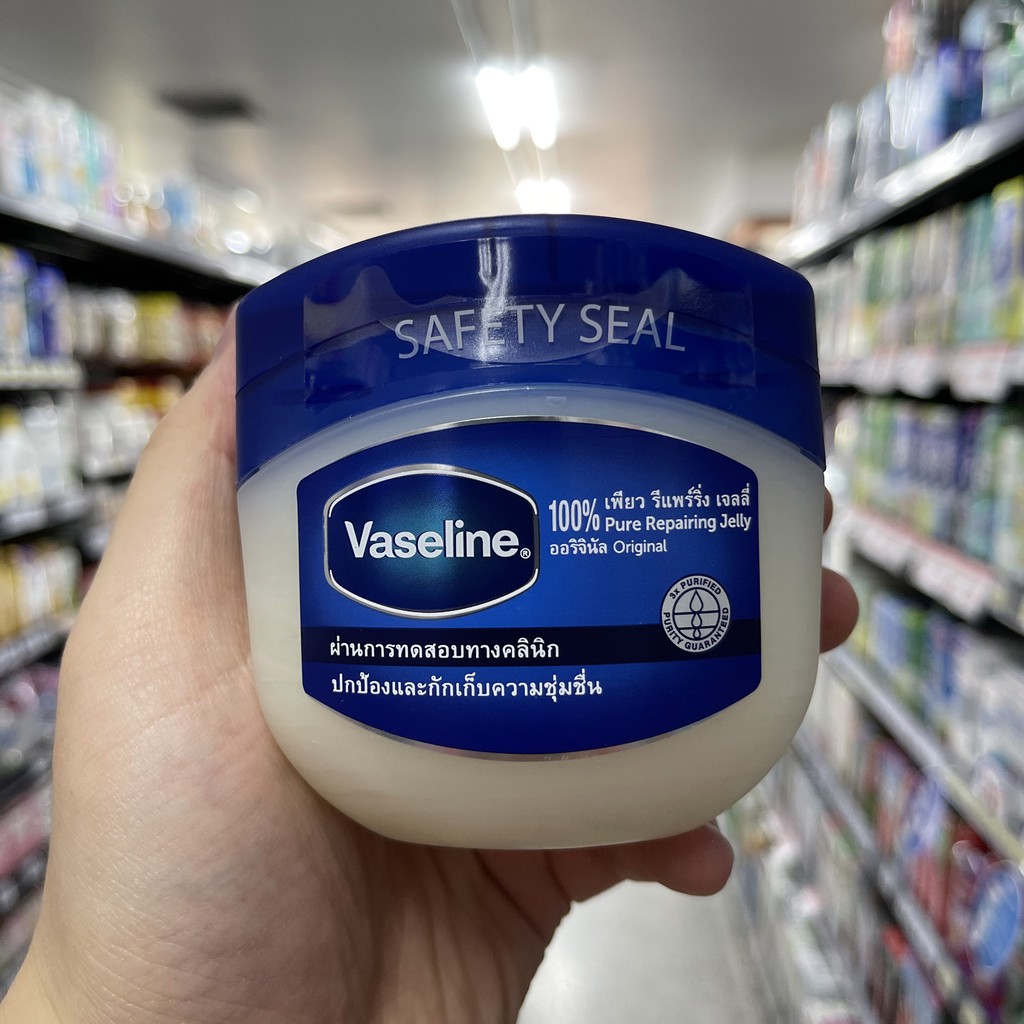 SAFETY SEAL
Vaseline®
100% เพียว รีแพร์ริ่ง เจลลี่
Pure Repairing Jelly
ออริจินัล Original
3x PURIFIED
PURITY GUARANTEED
ผ่านการทดสอบทางคลินิก
ปกป้องและกักเก็บความชุ่มชื่น